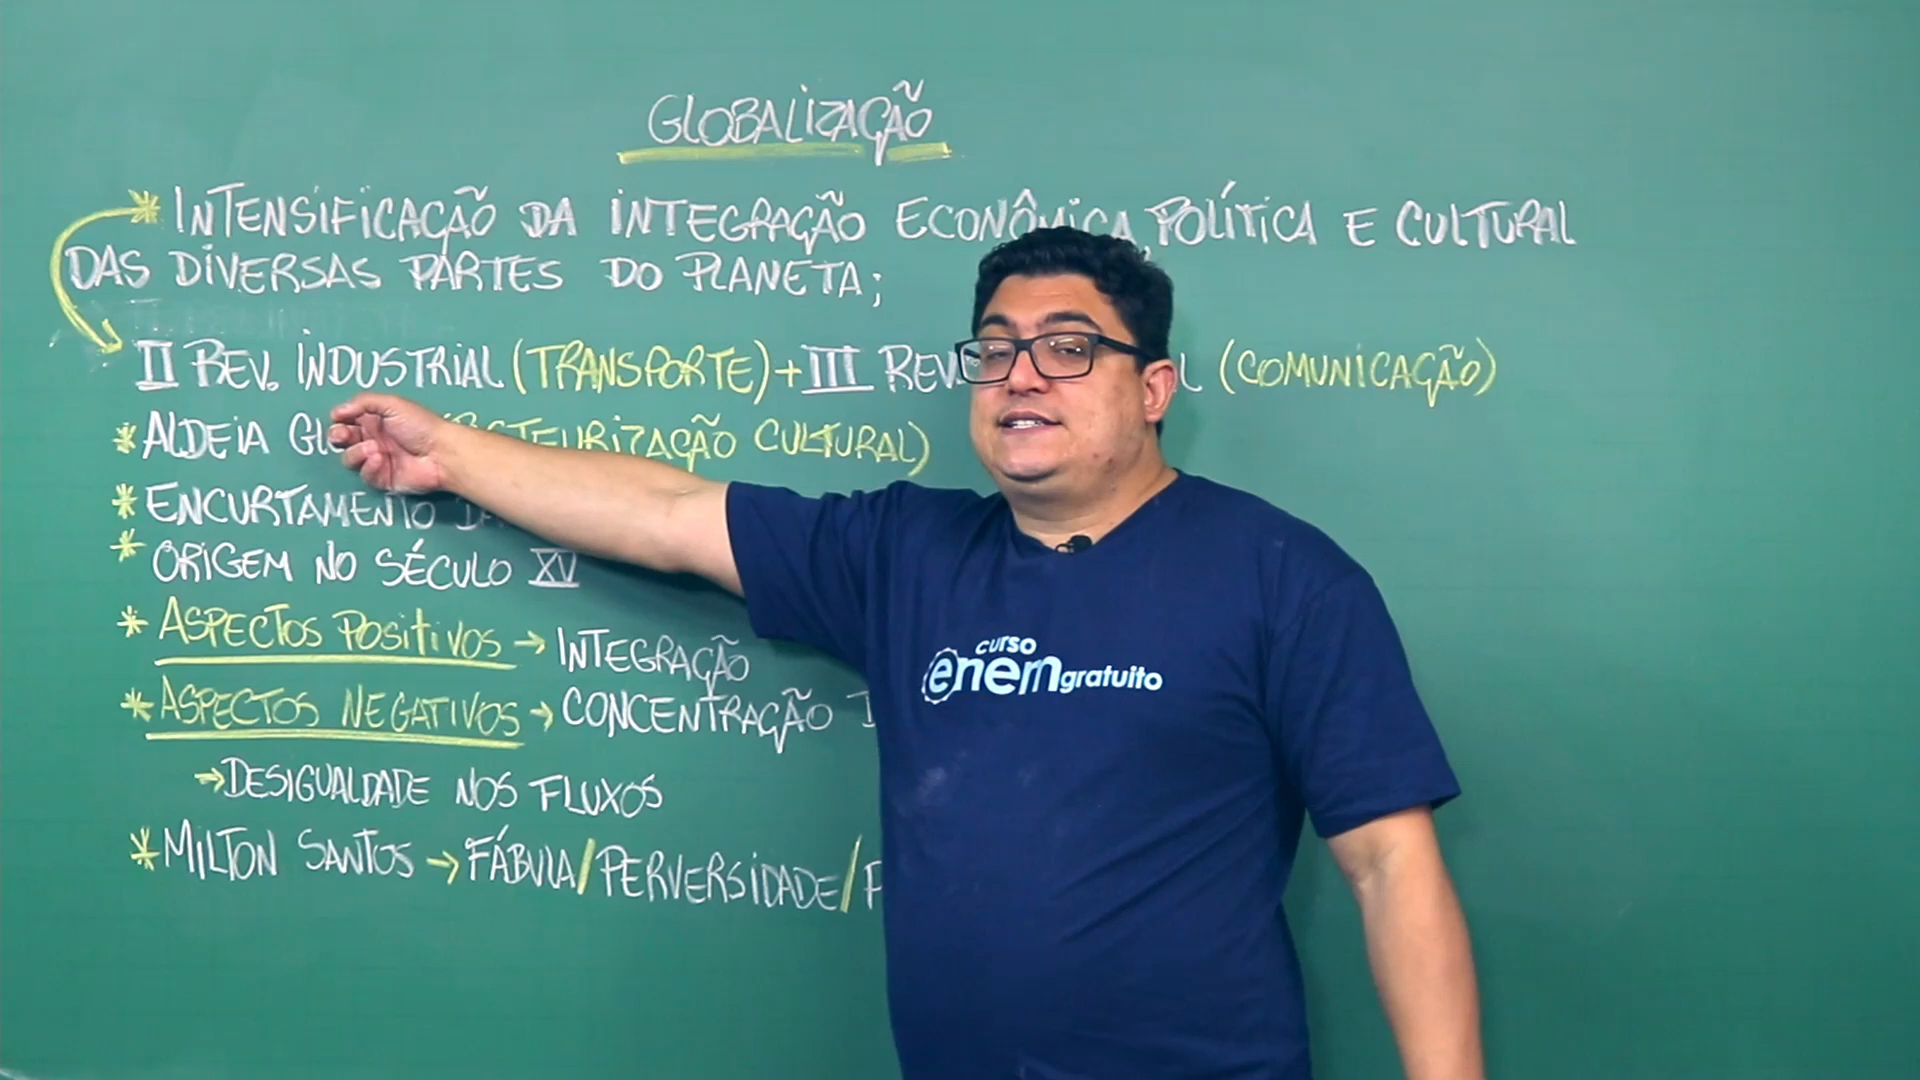 GLOBALIZAÇÃO
* INTENSIFICAÇÃO DA INTEGRAÇÃO ECONÔMICA, POLÍTICA E CULTURAL
DAS DIVERSAS PARTES DO PLANETA;
II REV. INDUSTRIAL (TRANSPORTE) + III REV (COMUNICAÇÃO)
* ALDEIA CULTURAL)
* ENCURTAMENTO
* ORIGEM NO SÉCULO XV
* ASPECTOS POSITIVOS → INTEGRAÇÃO
* ASPECTOS NEGATIVOS → CONCENTRAÇÃO
→ DESIGUALDADE NOS FLUXOS
* MILTON SANTOS → FÁBULA / PERVERSIDADE /
curso
enem gratuito